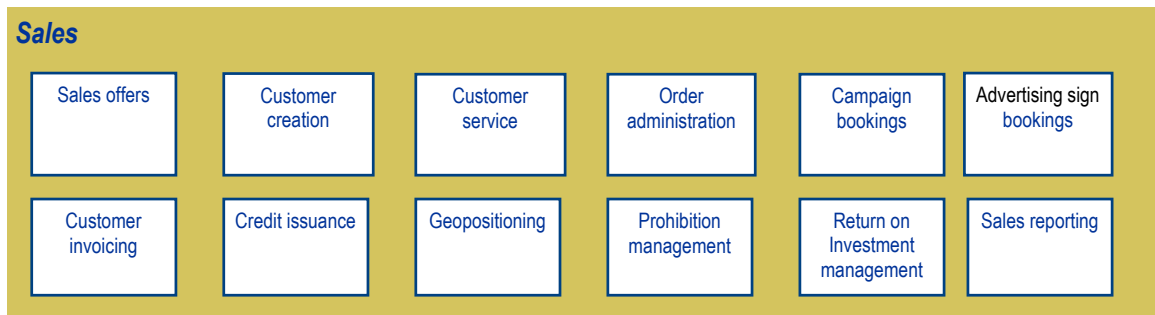 Sales
Sales offers
Customer
creation
Customer
service
Order
administration
Campaign
bookings
Advertising sign
bookings
Customer
invoicing
Credit issuance
Geopositioning
Prohibition
management
Return on
Investment
management
Sales reporting